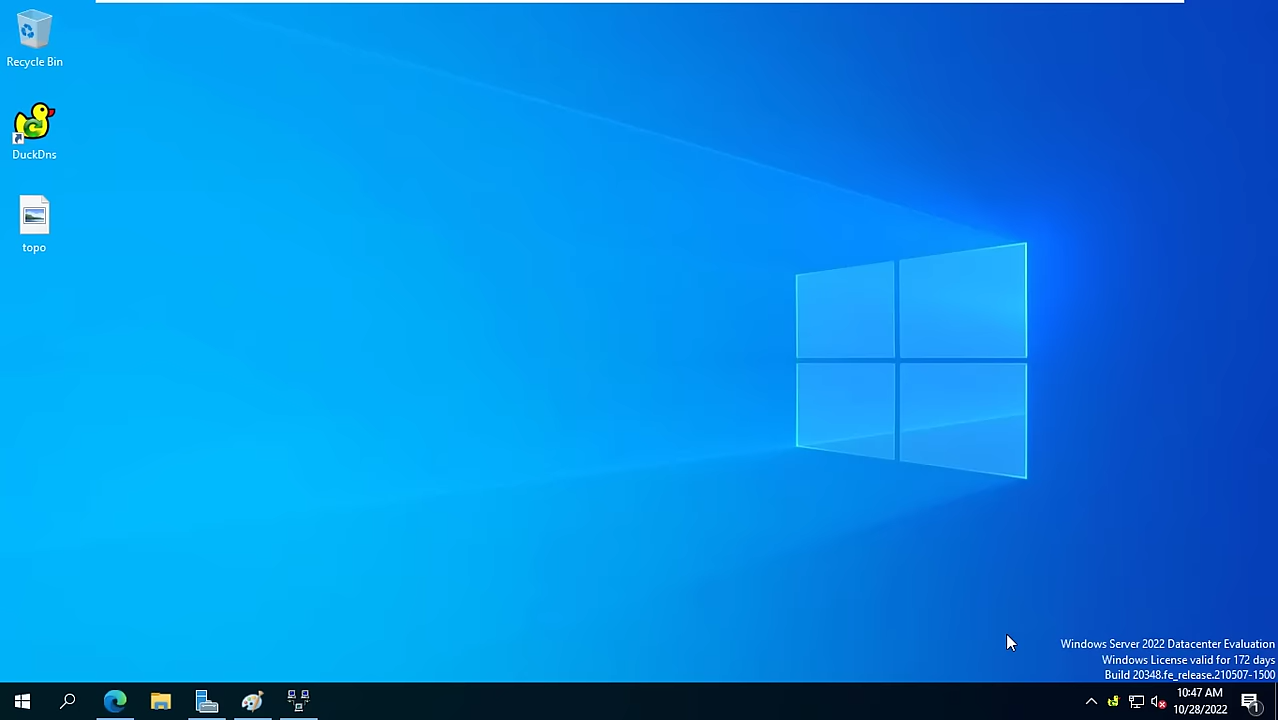 Recycle Bin
DuckDns
topo
Windows Server 2022 Datacenter Evaluation
Windows License valid for 172 days
Build 20348.fe_release.210507-1500
10:47 AM
10/28/2022
1